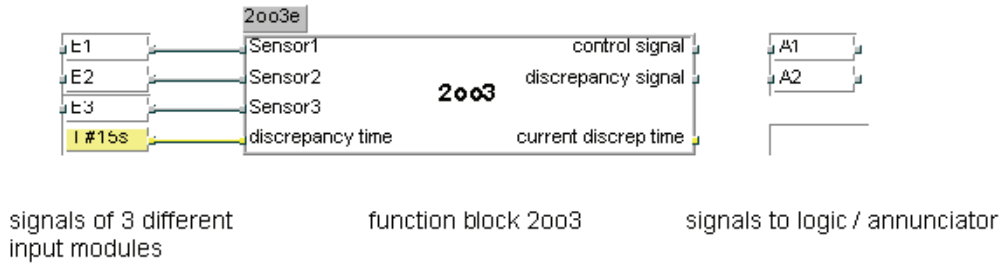 2oo3e
E1 Sensor1 control signal A1
E2 Sensor2 discrepancy signal A2
2oo3
E3 Sensor3
T#15s discrepancy time current discrep time
signals of 3 different
input modules
function block 2oo3
signals to logic / annunciator